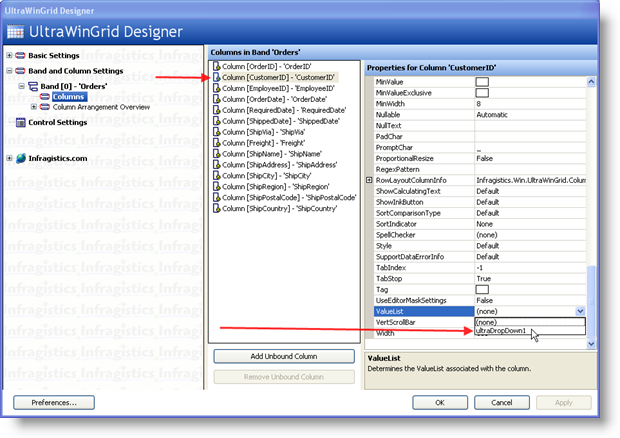 UltraWinGrid Designer
UltraWinGrid Designer
Basic Settings
Band and Column Settings
Band [0] - 'Orders'
Columns
Column Arrangement Overview
Control Settings
Infragistics.com
Columns in Band 'Orders'
Column [OrderID] - 'OrderID'
Column [CustomerID] - 'CustomerID'
Column [EmployeeID] - 'EmployeeID'
Column [OrderDate] - 'OrderDate'
Column [RequiredDate] - 'RequiredDate'
Column [ShippedDate] - 'ShippedDate'
Column [ShipVia] - 'ShipVia'
Column [Freight] - 'Freight'
Column [ShipName] - 'ShipName'
Column [ShipAddress] - 'ShipAddress'
Column [ShipCity] - 'ShipCity'
Column [ShipRegion] - 'ShipRegion'
Column [ShipPostalCode] - 'ShipPostalCode'
Column [ShipCountry] - 'ShipCountry'
Add Unbound Column
Remove Unbound Column
Properties for Column 'CustomerID'
MinValue
MinValueExclusive
MinWidth 8
Nullable Automatic
NullText
PadChar
PromptChar _
ProportionalResize False
RegexPattern
RowLayoutColumnInfo Infragistics.Win.UltraWinGrid.Colum
ShowCalculatingText Default
ShowInkButton Default
SortComparisonType Default
SortIndicator None
SpellChecker (none)
Style Default
SupportDataErrorInfo Default
TabIndex -1
TabStop True
Tag
UseEditorMaskSettings False
ValueList (none)
VertScrollBar (none)
ultraDropDown1
Width
ValueList
Determines the ValueList associated with the column.
Preferences... OK Cancel Apply